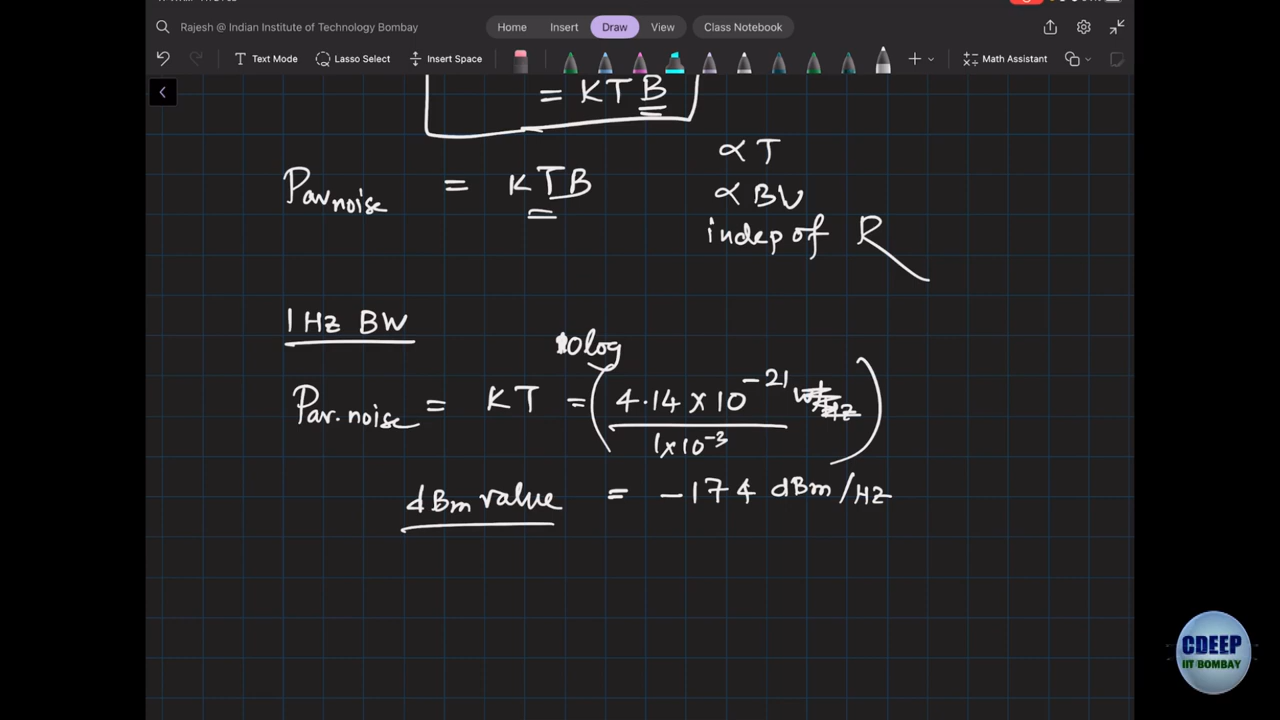 Rajesh @ Indian Institute of Technology Bombay
Home Insert Draw View Class Notebook
Text Mode Lasso Select Insert Space Math Assistant
= KTB
Pav noise = KTB
∝ T
∝ BW
indep of R
1 Hz BW
10log
Pav. noise = KT = (4.14 x 10^-21 / 1x10^-3)
dBm value = -174 dBm/Hz
CDEEP
IIT BOMBAY